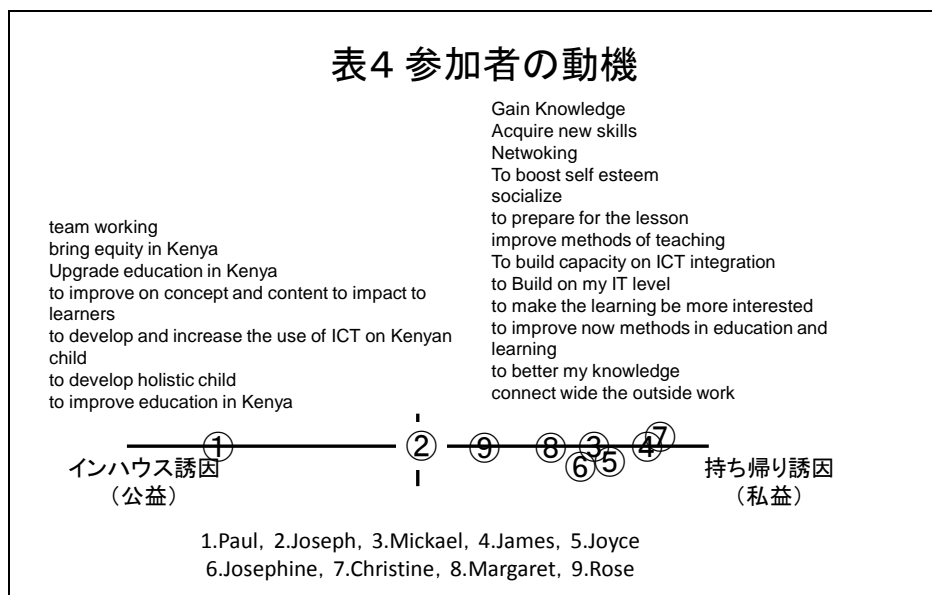 表4 参加者の動機
team working
bring equity in Kenya
Upgrade education in Kenya
to improve on concept and content to impact to
learners
to develop and increase the use of ICT on Kenyan
child
to develop holistic child
to improve education in Kenya
Gain Knowledge
Acquire new skills
Netwoking
To boost self esteem
socialize
to prepare for the lesson
improve methods of teaching
To build capacity on ICT integration
to Build on my IT level
to make the learning be more interested
to improve now methods in education and
learning
to better my knowledge
connect wide the outside work
① ② ⑨ ⑧ ③ ④ ⑦
⑥ ⑤
インハウス誘因
（公益）
持ち帰り誘因
（私益）
1.Paul, 2.Joseph, 3.Mickael, 4.James, 5.Joyce
6.Josephine, 7.Christine, 8.Margaret, 9.Rose